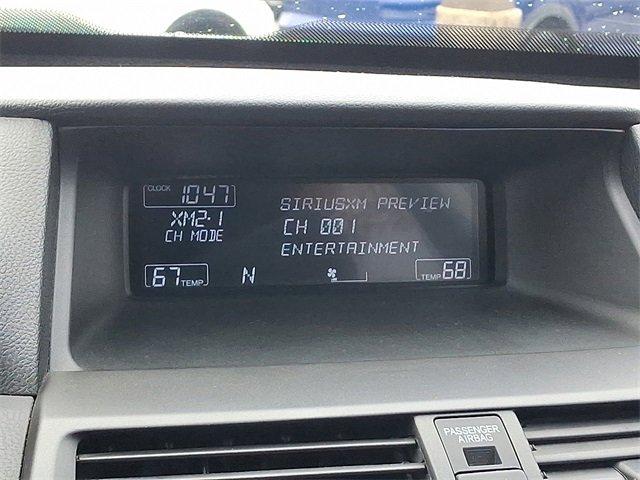 CLOCK 10:47
XM2·1
CH MODE
SIRIUSXM PREVIEW
CH 001
ENTERTAINMENT
67 TEMP
N
TEMP 68
PASSENGER
AIRBAG